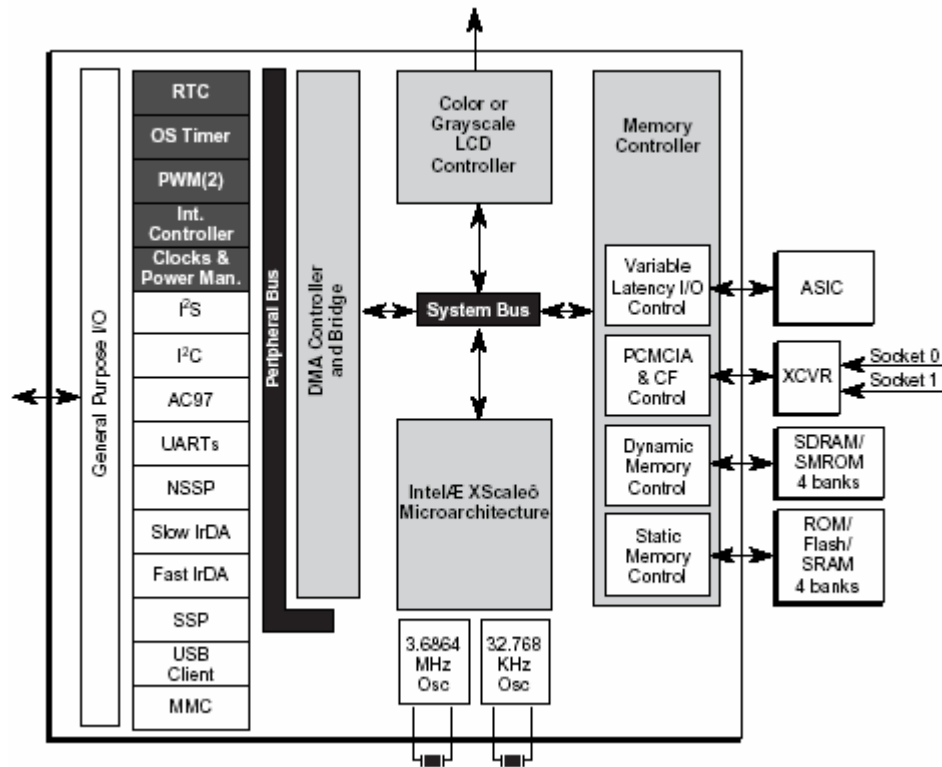 General Purpose I/O
RTC
OS Timer
PWM(2)
Int.
Controller
Clocks &
Power Man.
I²S
I²C
AC97
UARTs
NSSP
Slow IrDA
Fast IrDA
SSP
USB
Client
MMC
Peripheral Bus
DMA Controller
and Bridge
Color or
Grayscale
LCD
Controller
System Bus
IntelÆ XScaleõ
Microarchitecture
3.6864
MHz
Osc
32.768
KHz
Osc
Memory
Controller
Variable
Latency I/O
Control
PCMCIA
& CF
Control
Dynamic
Memory
Control
Static
Memory
Control
ASIC
XCVR
Socket 0
Socket 1
SDRAM/
SMROM
4 banks
ROM/
Flash/
SRAM
4 banks